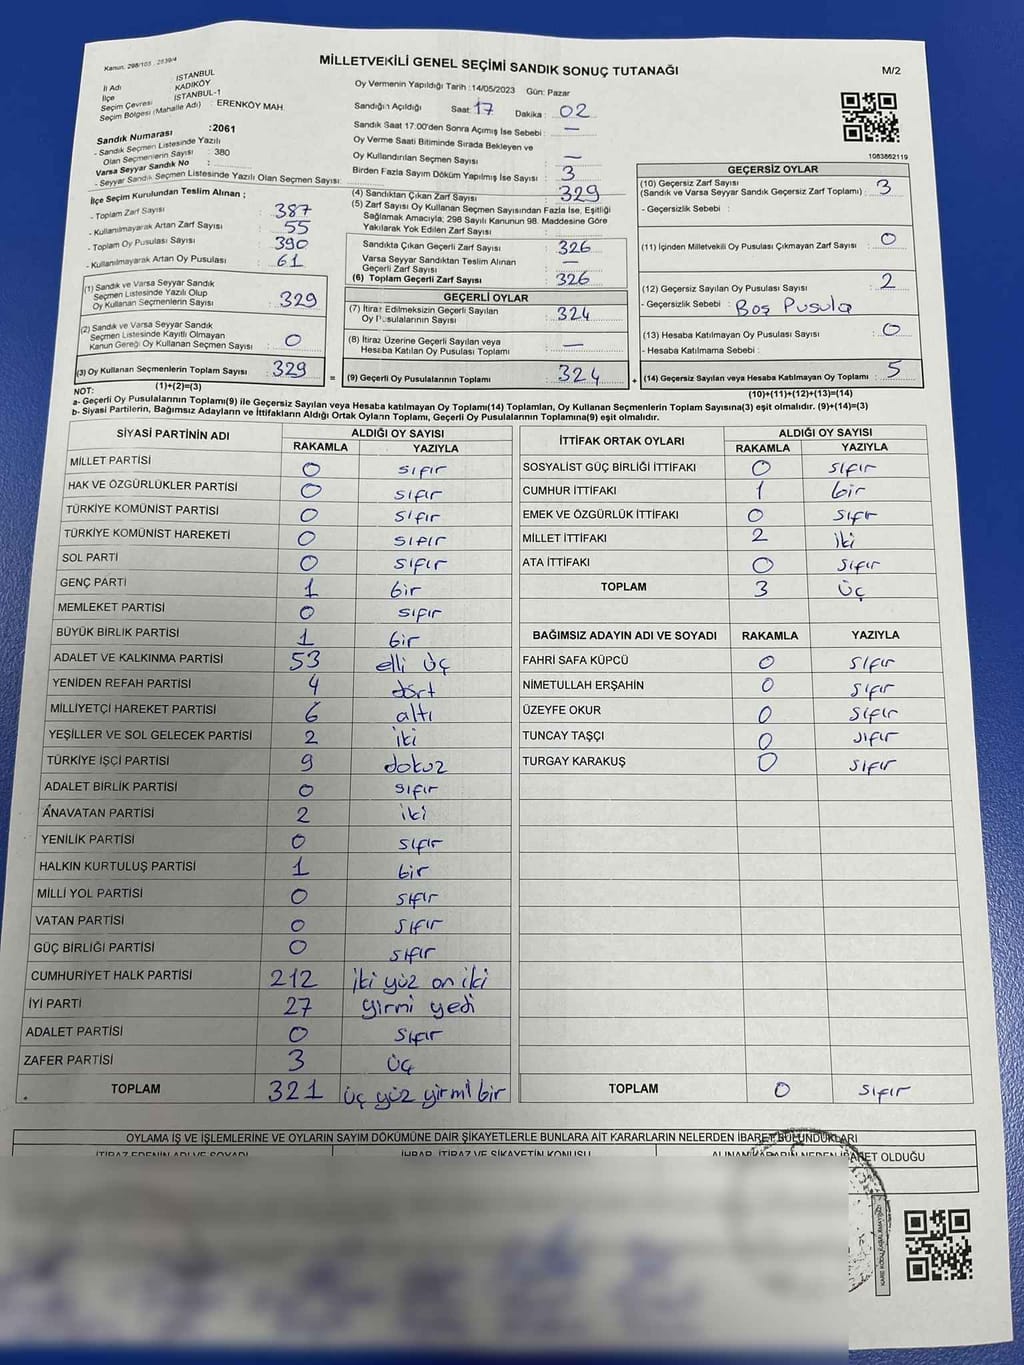 Kanun, 298/105 , 2839/4
MİLLETVEKİLİ GENEL SEÇİMİ SANDIK SONUÇ TUTANAĞI
M/2
İl Adı İSTANBUL
İlçe KADIKÖY
Seçim Çevresi İSTANBUL-1
Seçim Bölgesi (Mahalle Adı) : ERENKÖY MAH
Sandık Numarası :2061
- Sandık Seçmen Listesinde Yazılı
Olan Seçmenlerin Sayısı : 380
Varsa Seyyar Sandık No :
- Seyyar Sandık Seçmen Listesinde Yazılı Olan Seçmen Sayısı:
İlçe Seçim Kurulundan Teslim Alınan ;
- Toplam Zarf Sayısı : 387
- Kullanılmayarak Artan Zarf Sayısı : 55
- Toplam Oy Pusulası Sayısı : 390
- Kullanılmayarak Artan Oy Pusulası : 61
(1) Sandık ve Varsa Seyyar Sandık
Seçmen Listesinde Yazılı Olup
Oy Kullanan Seçmenlerin Sayısı : 329
(2) Sandık ve Varsa Seyyar Sandık
Seçmen Listesinde Kayıtlı Olmayan
Kanun Gereği Oy Kullanan Seçmen Sayısı : 0
(3) Oy Kullanan Seçmenlerin Toplam Sayısı : 329
Oy Vermenin Yapıldığı Tarih :14/05/2023 Gün: Pazar
Sandığın Açıldığı Saat: 17 Dakika : 02
Sandık Saat 17:00'den Sonra Açımış İse Sebebi : —
Oy Verme Saati Bitiminde Sırada Bekleyen ve
Oy Kullandırılan Seçmen Sayısı : —
Birden Fazla Sayım Döküm Yapılmış İse Sayısı : 3
(4) Sandıktan Çıkan Zarf Sayısı : 329
(5) Zarf Sayısı Oy Kullanan Seçmen Sayısından Fazla İse, Eşitliği
Sağlamak Amacıyla; 298 Sayılı Kanunun 98. Maddesine Göre
Yakılarak Yok Edilen Zarf Sayısı :
Sandıkta Çıkan Geçerli Zarf Sayısı : 326
Varsa Seyyar Sandıktan Teslim Alınan
Geçerli Zarf Sayısı : —
(6) Toplam Geçerli Zarf Sayısı : 326
GEÇERLİ OYLAR
(7) İtiraz Edilmeksizin Geçerli Sayılan
Oy Pusulalarının Sayısı : 324
(8) İtiraz Üzerine Geçerli Sayılan veya
Hesaba Katılan Oy Pusulası Toplamı : —
= (9) Geçerli Oy Pusulalarının Toplamı : 324 +
1083862119
GEÇERSİZ OYLAR
(10) Geçersiz Zarf Sayısı
(Sandık ve Varsa Seyyar Sandık Geçersiz Zarf Toplamı) : 3
- Geçersizlik Sebebi :
(11) İçinden Milletvekili Oy Pusulası Çıkmayan Zarf Sayısı : 0
(12) Geçersiz Sayılan Oy Pusulası Sayısı : 2
- Geçersizlik Sebebi : Boş Pusula
(13) Hesaba Katılmayan Oy Pusulası Sayısı : 0
- Hesaba Katılmama Sebebi :
(14) Geçersiz Sayılan veya Hesaba Katılmayan Oy Toplamı : 5
NOT: (1)+(2)=(3) (10)+(11)+(12)+(13)=(14)
a- Geçerli Oy Pusulalarının Toplamı(9) ile Geçersiz Sayılan veya Hesaba katılmayan Oy Toplamı(14) Toplamları, Oy Kullanan Seçmenlerin Toplam Sayısına(3) eşit olmalıdır. (9)+(14)=(3)
b- Siyasi Partilerin, Bağımsız Adayların ve İttifakların Aldığı Ortak Oyların Toplamı, Geçerli Oy Pusulalarının Toplamına(9) eşit olmalıdır.
SİYASİ PARTİNİN ADI ALDIĞI OY SAYISI
RAKAMLA YAZIYLA
MİLLET PARTİSİ 0 sıfır
HAK VE ÖZGÜRLÜKLER PARTİSİ 0 sıfır
TÜRKİYE KOMÜNİST PARTİSİ 0 sıfır
TÜRKİYE KOMÜNİST HAREKETİ 0 sıfır
SOL PARTİ 0 sıfır
GENÇ PARTİ 1 bir
MEMLEKET PARTİSİ 0 sıfır
BÜYÜK BİRLİK PARTİSİ 1 bir
ADALET VE KALKINMA PARTİSİ 53 elli üç
YENİDEN REFAH PARTİSİ 4 dört
MİLLİYETÇİ HAREKET PARTİSİ 6 altı
YEŞİLLER VE SOL GELECEK PARTİSİ 2 iki
TÜRKİYE İŞÇİ PARTİSİ 9 dokuz
ADALET BİRLİK PARTİSİ 0 sıfır
ANAVATAN PARTİSİ 2 iki
YENİLİK PARTİSİ 0 sıfır
HALKIN KURTULUŞ PARTİSİ 1 bir
MİLLİ YOL PARTİSİ 0 sıfır
VATAN PARTİSİ 0 sıfır
GÜÇ BİRLİĞİ PARTİSİ 0 sıfır
CUMHURİYET HALK PARTİSİ 212 iki yüz on iki
İYİ PARTİ 27 yirmi yedi
ADALET PARTİSİ 0 sıfır
ZAFER PARTİSİ 3 üç
TOPLAM 321 üç yüz yirmi bir
İTTİFAK ORTAK OYLARI ALDIĞI OY SAYISI
RAKAMLA YAZIYLA
SOSYALİST GÜÇ BİRLİĞİ İTTİFAKI 0 sıfır
CUMHUR İTTİFAKI 1 bir
EMEK VE ÖZGÜRLÜK İTTİFAKI 0 sıfr
MİLLET İTTİFAKI 2 iki
ATA İTTİFAKI 0 sıfır
TOPLAM 3 üç
BAĞIMSIZ ADAYIN ADI VE SOYADI RAKAMLA YAZIYLA
FAHRİ SAFA KÜPCÜ 0 sıfır
NİMETULLAH ERŞAHİN 0 sıfır
ÜZEYFE OKUR 0 sıfır
TUNCAY TAŞÇI 0 sıfır
TURGAY KARAKUŞ 0 sıfır
TOPLAM 0 sıfır
OYLAMA İŞ VE İŞLEMLERİNE VE OYLARIN SAYIM DÖKÜMÜNE DAİR ŞİKAYETLERLE BUNLARA AİT KARARLARIN NELERDEN İBARET BULUNDUKLARI
İTİRAZ EDENİN ADI VE SOYADI İHBAR, İTİRAZ VE ŞİKAYETİN KONUSU ALINAN KARARIN NEDEN İBARET OLDUĞU